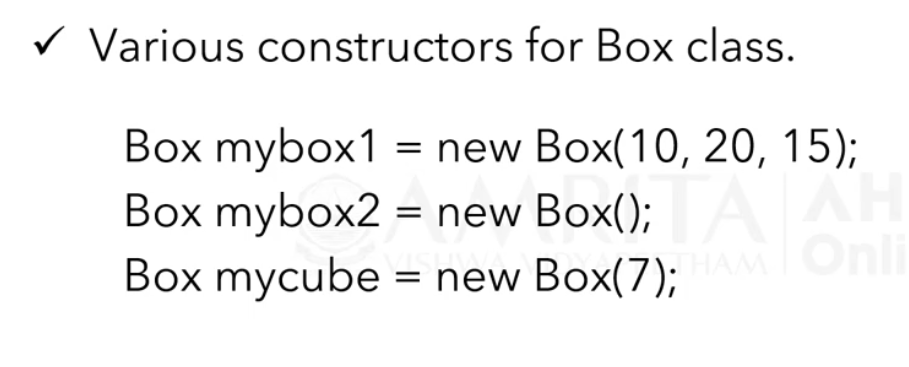 ✓ Various constructors for Box class.
Box mybox1 = new Box(10, 20, 15);
Box mybox2 = new Box();
Box mycube = new Box(7);
AMRITA
VISHWA VIDYAPEETHAM
AH
Onli